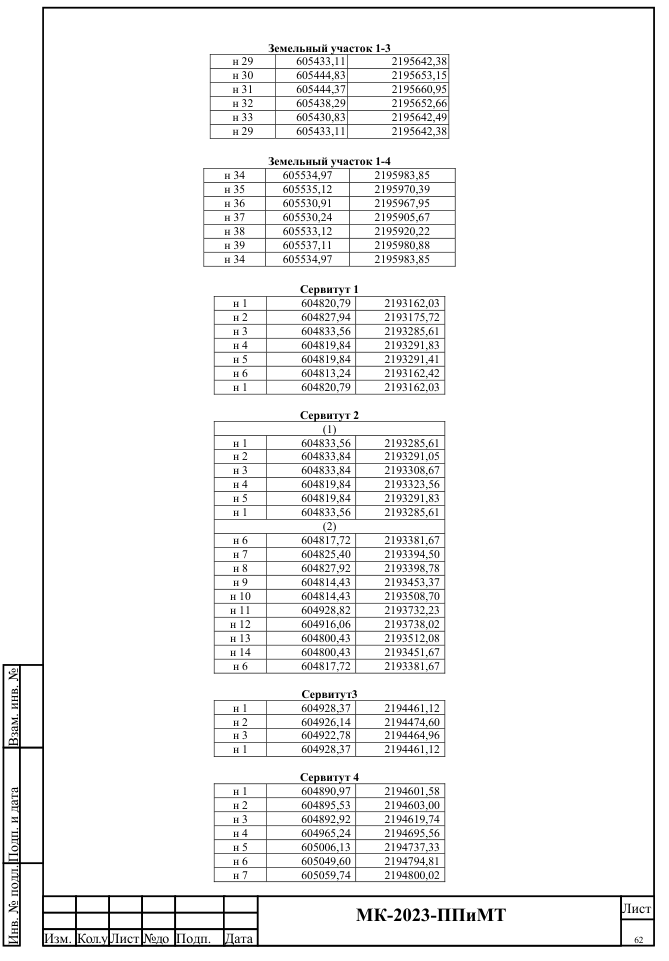 Земельный участок 1-3
н 29 605433,11 2195642,38
н 30 605444,83 2195653,15
н 31 605444,37 2195660,95
н 32 605438,29 2195652,66
н 33 605430,83 2195642,49
н 29 605433,11 2195642,38
Земельный участок 1-4
н 34 605534,97 2195983,85
н 35 605535,12 2195970,39
н 36 605530,91 2195967,95
н 37 605530,24 2195905,67
н 38 605533,12 2195920,22
н 39 605537,11 2195980,88
н 34 605534,97 2195983,85
Сервитут 1
н 1 604820,79 2193162,03
н 2 604827,94 2193175,72
н 3 604833,56 2193285,61
н 4 604819,84 2193291,83
н 5 604819,84 2193291,41
н 6 604813,24 2193162,42
н 1 604820,79 2193162,03
Сервитут 2
(1)
н 1 604833,56 2193285,61
н 2 604833,84 2193291,05
н 3 604833,84 2193308,67
н 4 604819,84 2193323,56
н 5 604819,84 2193291,83
н 1 604833,56 2193285,61
(2)
н 6 604817,72 2193381,67
н 7 604825,40 2193394,50
н 8 604827,92 2193398,78
н 9 604814,43 2193453,37
н 10 604814,43 2193508,70
н 11 604928,82 2193732,23
н 12 604916,06 2193738,02
н 13 604800,43 2193512,08
н 14 604800,43 2193451,67
н 6 604817,72 2193381,67
Сервитут3
н 1 604928,37 2194461,12
н 2 604926,14 2194474,60
н 3 604922,78 2194464,96
н 1 604928,37 2194461,12
Сервитут 4
н 1 604890,97 2194601,58
н 2 604895,53 2194603,00
н 3 604892,92 2194619,74
н 4 604965,24 2194695,56
н 5 605006,13 2194737,33
н 6 605049,60 2194794,81
н 7 605059,74 2194800,02
Взам. инв. №
Подп. и дата
Инв. № подл.
МК-2023-ППиМТ
Лист
62
Изм. Кол.у Лист №до Подп. Дата